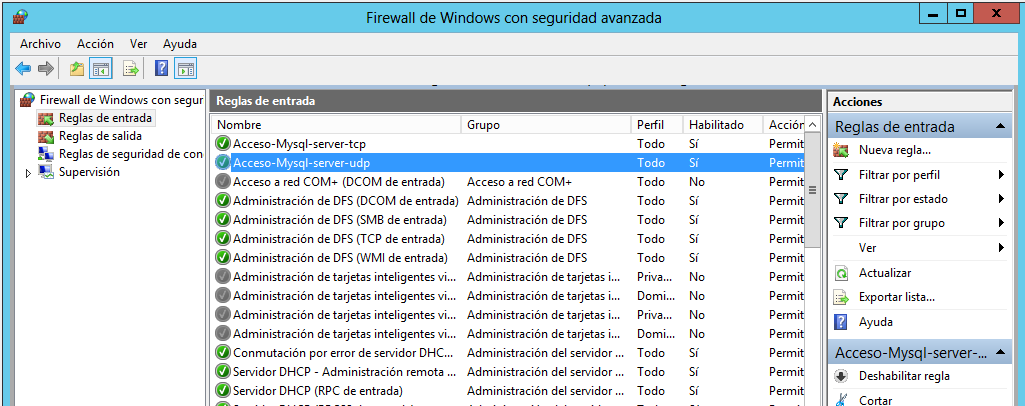 Firewall de Windows con seguridad avanzada
Archivo Acción Ver Ayuda
Firewall de Windows con segur
Reglas de entrada
Reglas de salida
Reglas de seguridad de con
Supervisión
Reglas de entrada
Nombre Grupo Perfil Habilitado Acción
Acceso-Mysql-server-tcp Todo Sí Permit
Acceso-Mysql-server-udp Todo Sí Permit
Acceso a red COM+ (DCOM de entrada) Acceso a red COM+ Todo No Permit
Administración de DFS (DCOM de entrada) Administración de DFS Todo Sí Permit
Administración de DFS (SMB de entrada) Administración de DFS Todo Sí Permit
Administración de DFS (TCP de entrada) Administración de DFS Todo Sí Permit
Administración de DFS (WMI de entrada) Administración de DFS Todo Sí Permit
Administración de tarjetas inteligentes vi... Administración de tarjetas i... Priva... No Permit
Administración de tarjetas inteligentes vi... Administración de tarjetas i... Domi... No Permit
Administración de tarjetas inteligentes vi... Administración de tarjetas i... Priva... No Permit
Administración de tarjetas inteligentes vi... Administración de tarjetas i... Domi... No Permit
Conmutación por error de servidor DHC... Administración del servidor ... Todo Sí Permit
Servidor DHCP - Administración remota ... Administración del servidor ... Todo Sí Permit
Servidor DHCP (RPC de entrada) Administración del servidor ... Todo Sí Permit
Acciones
Reglas de entrada
Nueva regla...
Filtrar por perfil
Filtrar por estado
Filtrar por grupo
Ver
Actualizar
Exportar lista...
Ayuda
Acceso-Mysql-server-...
Deshabilitar regla
Cortar